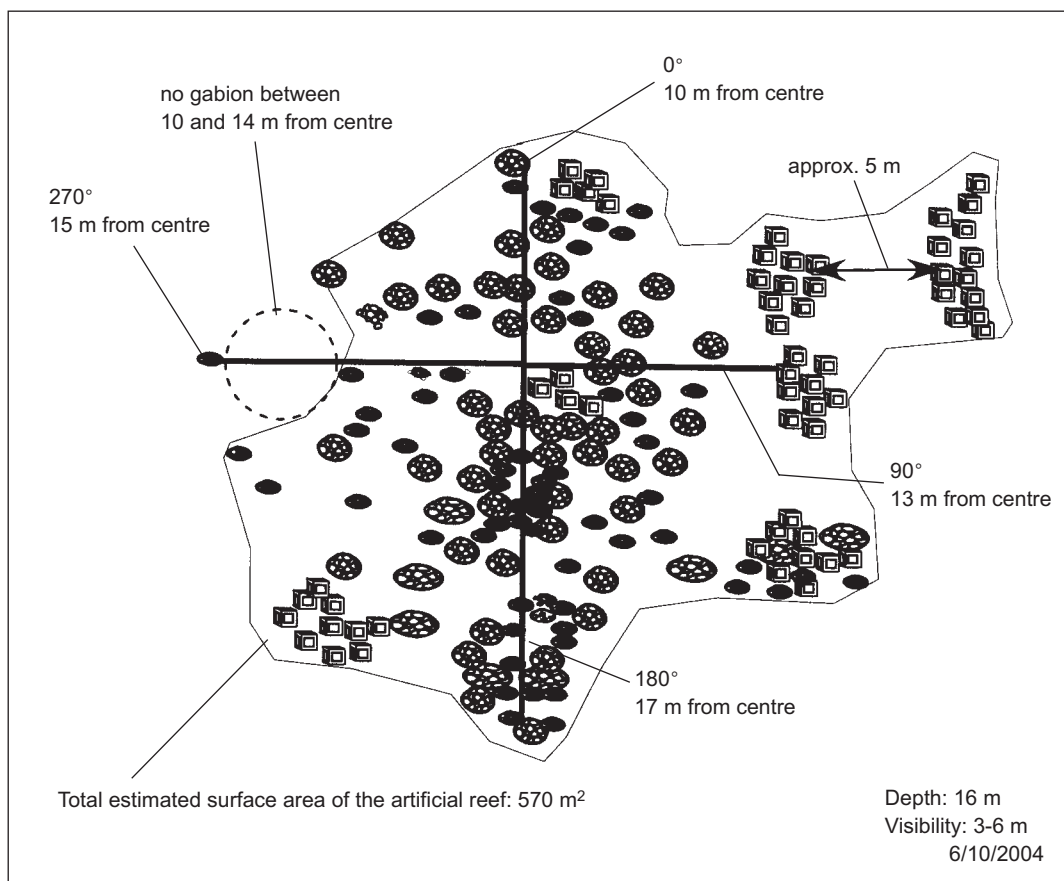 0°
10 m from centre
no gabion between
10 and 14 m from centre
approx. 5 m
270°
15 m from centre
90°
13 m from centre
180°
17 m from centre
Total estimated surface area of the artificial reef: 570 m²
Depth: 16 m
Visibility: 3-6 m
6/10/2004